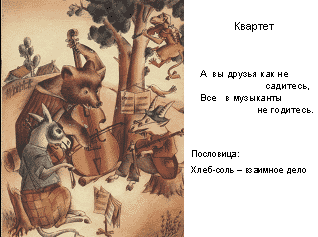 Квартет
А вы друзья как не
садитесь,
Все в музыканты
не годитесь.
Пословица:
Хлеб-соль – взаимное дело